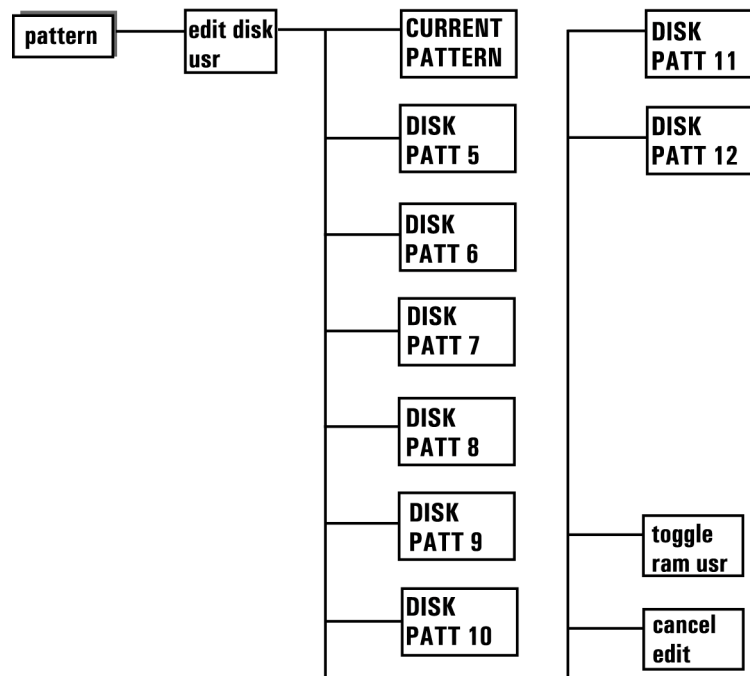 pattern
edit disk
usr
CURRENT
PATTERN
DISK
PATT 5
DISK
PATT 6
DISK
PATT 7
DISK
PATT 8
DISK
PATT 9
DISK
PATT 10
DISK
PATT 11
DISK
PATT 12
toggle
ram usr
cancel
edit